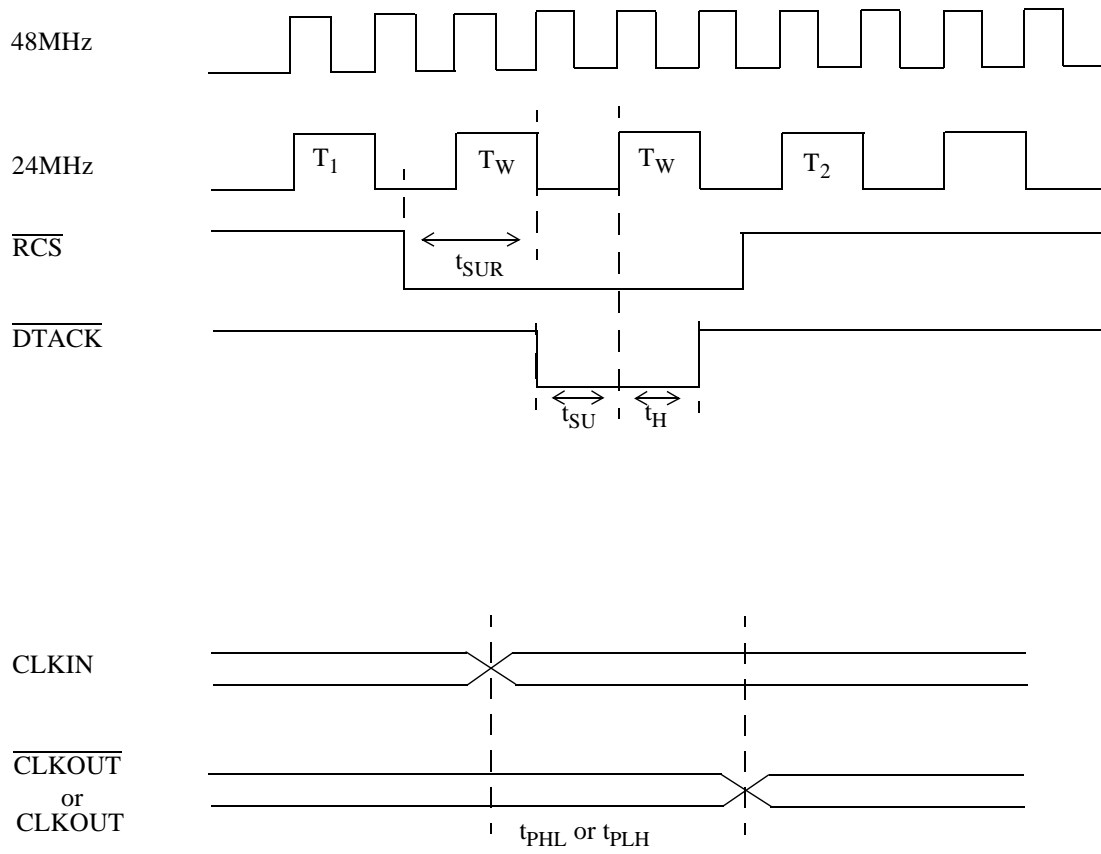 48MHz
24MHz
T1 TW TW T2
RCS
tSUR
DTACK
tSU tH
CLKIN
CLKOUT
or
CLKOUT
tPHL or tPLH